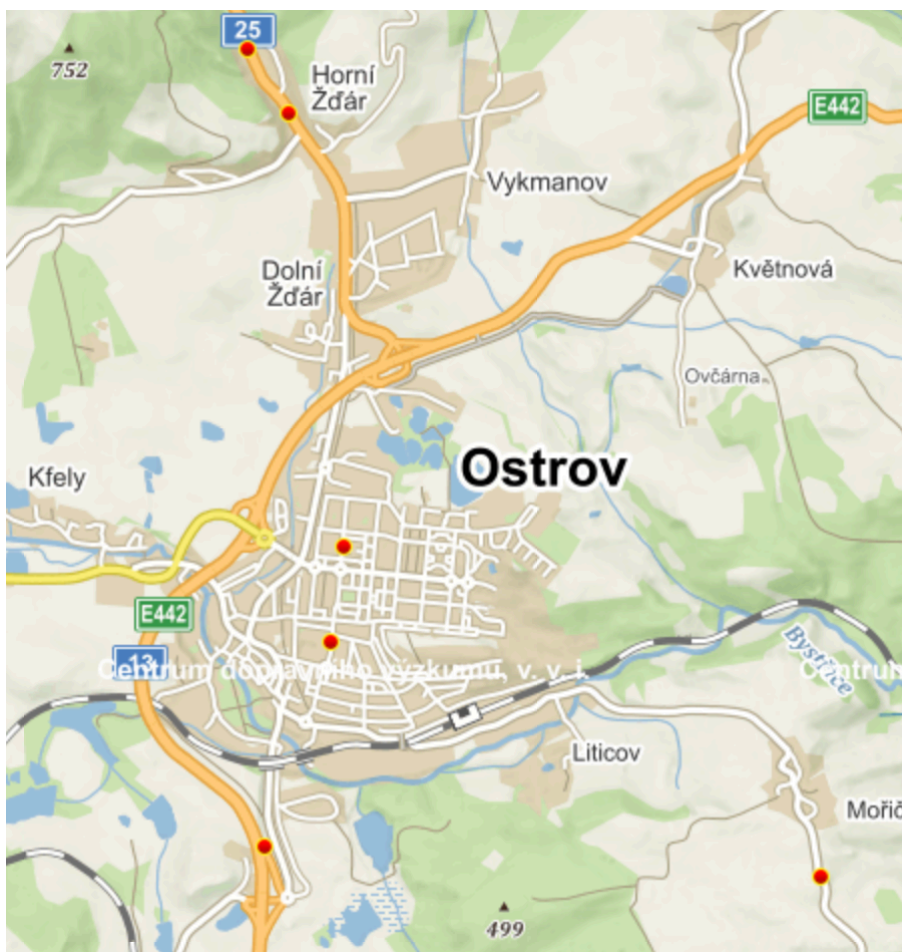 25
752
Horní
Žďár
E442
Vykmanov
Dolní
Žďár
Květnová
Ovčárna
Ostrov
Kfely
E442
13
Centrum dopravního výzkumu, v. v. i.
Centrum
Bystřice
Liticov
Mořič
499